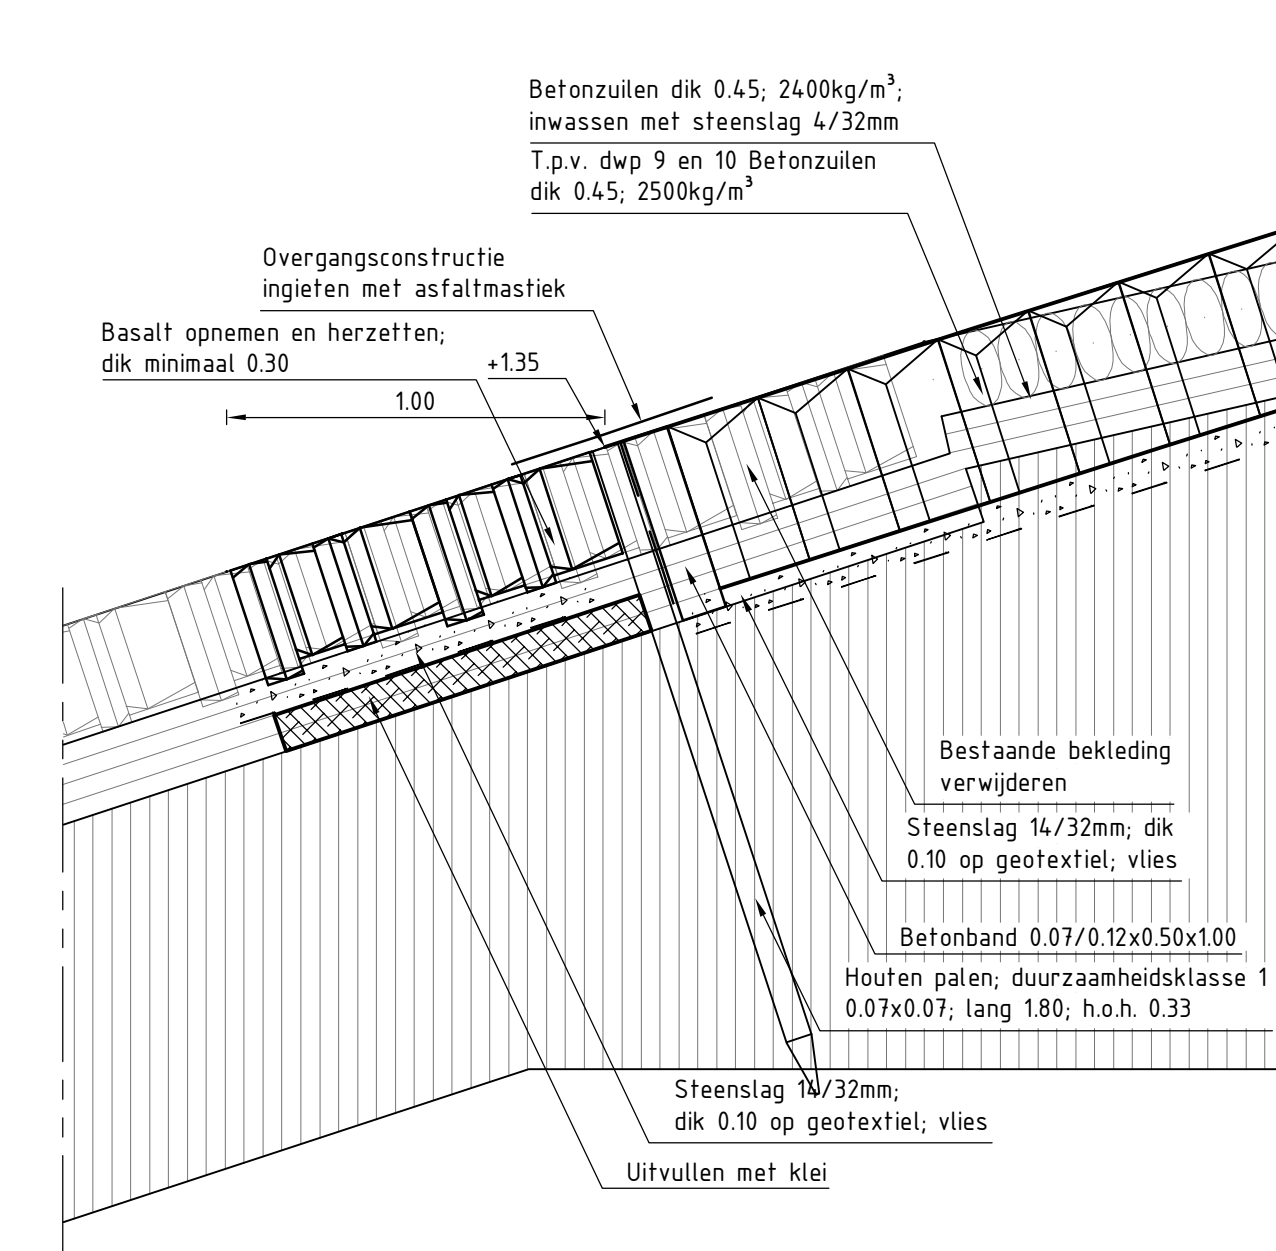 Betonzuilen dik 0.45; 2400kg/m³;
inwassen met steenslag 4/32mm
T.p.v. dwp 9 en 10 Betonzuilen
dik 0.45; 2500kg/m³
Overgangsconstructie
ingieten met asfaltmastiek
Basalt opnemen en herzetten;
dik minimaal 0.30
+1.35
1.00
Bestaande bekleding
verwijderen
Steenslag 14/32mm; dik
0.10 op geotextiel; vlies
Betonband 0.07/0.12x0.50x1.00
Houten palen; duurzaamheidsklasse 1
0.07x0.07; lang 1.80; h.o.h. 0.33
Steenslag 14/32mm;
dik 0.10 op geotextiel; vlies
Uitvullen met klei